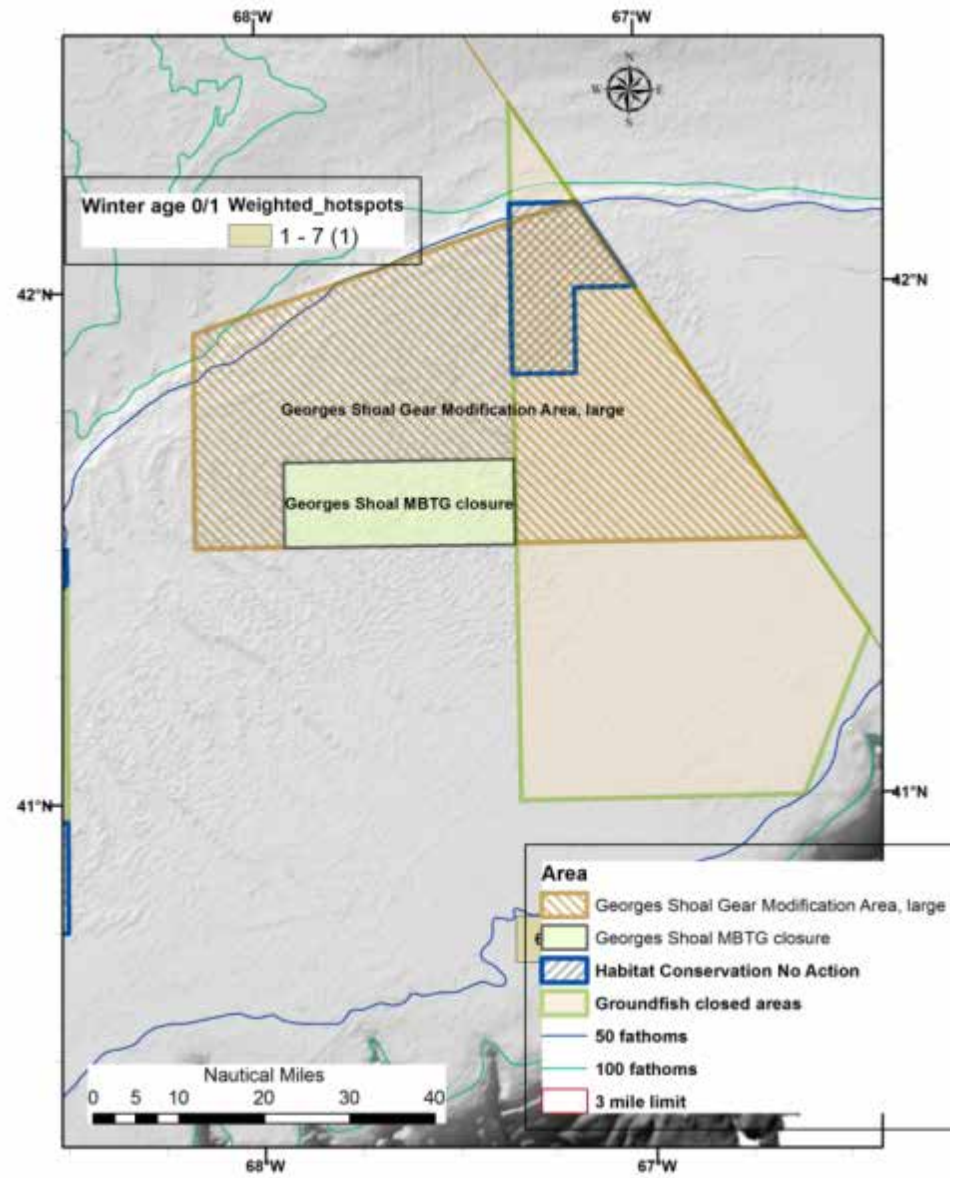 68°W 67°W
N
W E
S
Winter age 0/1 Weighted_hotspots
1 - 7 (1)
42°N 42°N
Georges Shoal Gear Modification Area, large
Georges Shoal MBTG closure
41°N 41°N
Area
Georges Shoal Gear Modification Area, large
Georges Shoal MBTG closure
Habitat Conservation No Action
Groundfish closed areas
50 fathoms
100 fathoms
3 mile limit
Nautical Miles
0 5 10 20 30 40
68°W 67°W